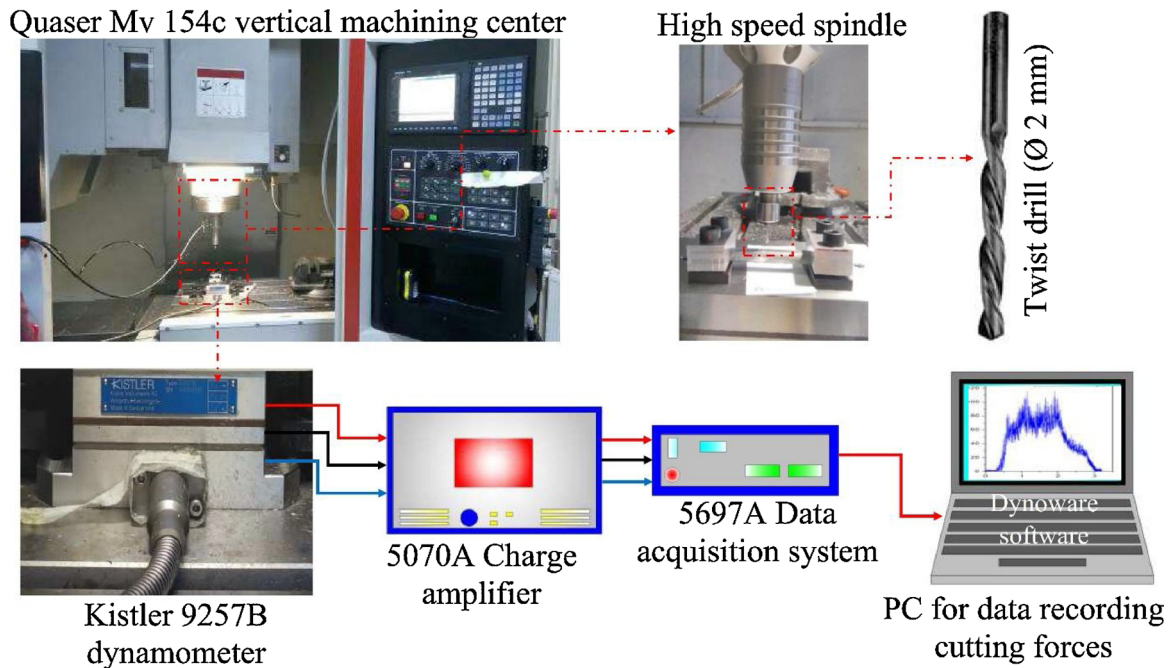 Quaser Mv 154c vertical machining center
High speed spindle
Twist drill (Ø 2 mm)
KISTLER
Kistler 9257B
dynamometer
5070A Charge
amplifier
5697A Data
acquisition system
Dynoware
software
PC for data recording
cutting forces